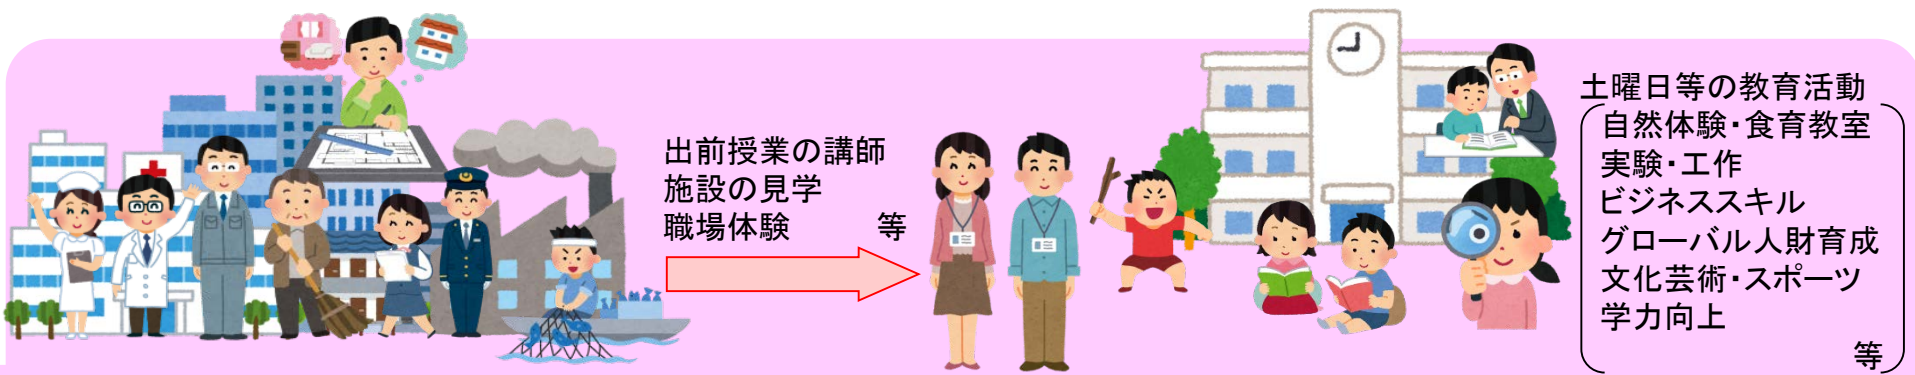 出前授業の講師
施設の見学
職場体験　　　等
土曜日等の教育活動
自然体験・食育教室
実験・工作
ビジネススキル
グローバル人財育成
文化芸術・スポーツ
学力向上
等